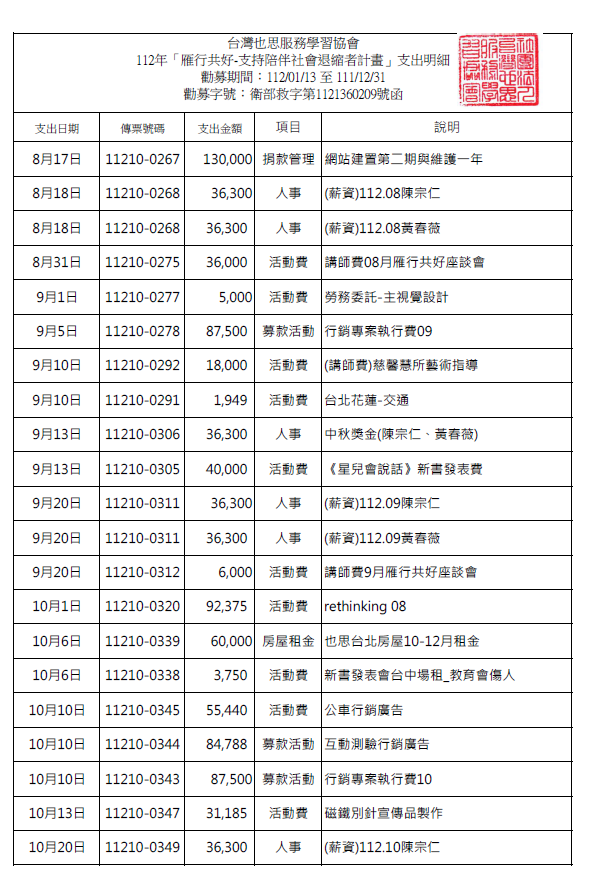 台灣也思服務學習協會
112年「雁行共好-支持陪伴社會退縮者計畫」支出明細
勸募期間：112/01/13 至 111/12/31
勸募字號：衛部救字第1121360209號函
支出日期 傳票號碼 支出金額 項目 說明
8月17日 11210-0267 130,000 捐款管理 網站建置第二期與維護一年
8月18日 11210-0268 36,300 人事 (薪資)112.08陳宗仁
8月18日 11210-0268 36,300 人事 (薪資)112.08黃春薇
8月31日 11210-0275 36,000 活動費 講師費08月雁行共好座談會
9月1日 11210-0277 5,000 活動費 勞務委託-主視覺設計
9月5日 11210-0278 87,500 募款活動 行銷專案執行費09
9月10日 11210-0292 18,000 活動費 (講師費)慈馨慧所藝術指導
9月10日 11210-0291 1,949 活動費 台北花蓮-交通
9月13日 11210-0306 36,300 人事 中秋獎金(陳宗仁、黃春薇)
9月13日 11210-0305 40,000 活動費 《星兒會說話》新書發表費
9月20日 11210-0311 36,300 人事 (薪資)112.09陳宗仁
9月20日 11210-0311 36,300 人事 (薪資)112.09黃春薇
9月20日 11210-0312 6,000 活動費 講師費9月雁行共好座談會
10月1日 11210-0320 92,375 活動費 rethinking 08
10月6日 11210-0339 60,000 房屋租金 也思台北房屋10-12月租金
10月6日 11210-0338 3,750 活動費 新書發表會台中場租_教育會傷人
10月10日 11210-0345 55,440 活動費 公車行銷廣告
10月10日 11210-0344 84,788 募款活動 互動測驗行銷廣告
10月10日 11210-0343 87,500 募款活動 行銷專案執行費10
10月13日 11210-0347 31,185 活動費 磁鐵別針宣傳品製作
10月20日 11210-0349 36,300 人事 (薪資)112.10陳宗仁